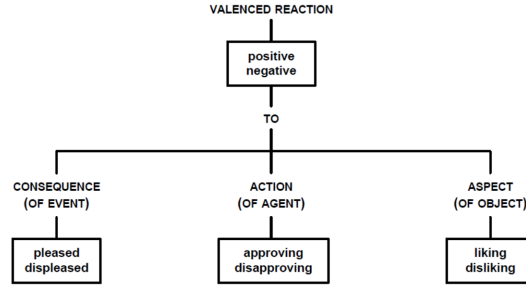 VALENCED REACTION
positive
negative
TO
CONSEQUENCE
(OF EVENT)
pleased
displeased
ACTION
(OF AGENT)
approving
disapproving
ASPECT
(OF OBJECT)
liking
disliking